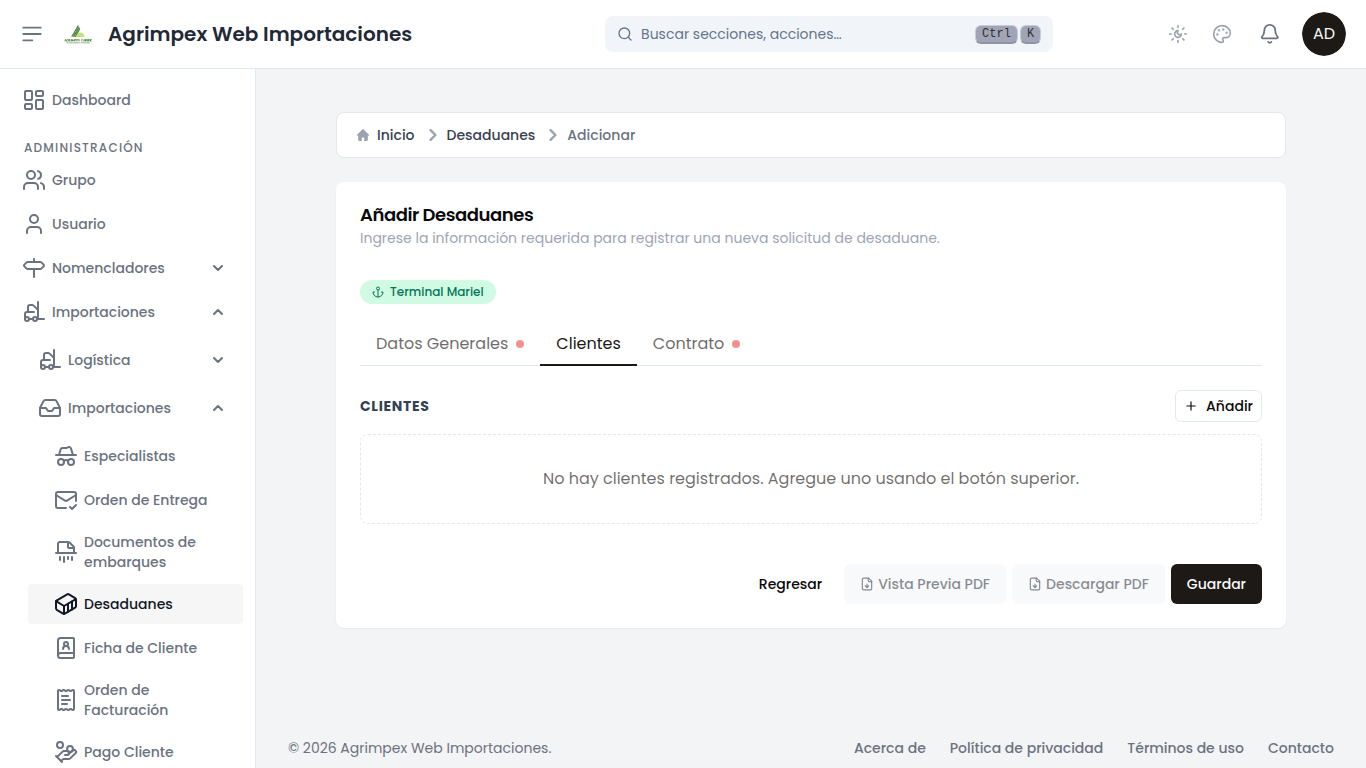 Agrimpex Web Importaciones
Buscar secciones, acciones...
Ctrl K
AD
Dashboard
ADMINISTRACIÓN
Grupo
Usuario
Nomencladores
Importaciones
Logística
Importaciones
Especialistas
Orden de Entrega
Documentos de
embarques
Desaduanes
Ficha de Cliente
Orden de
Facturación
Pago Cliente
Inicio
Desaduanes
Adicionar
Añadir Desaduanes
Ingrese la información requerida para registrar una nueva solicitud de desaduane.
Terminal Mariel
Datos Generales
Clientes
Contrato
CLIENTES
Añadir
No hay clientes registrados. Agregue uno usando el botón superior.
Regresar
Vista Previa PDF
Descargar PDF
Guardar
© 2026 Agrimpex Web Importaciones.
Acerca de
Política de privacidad
Términos de uso
Contacto